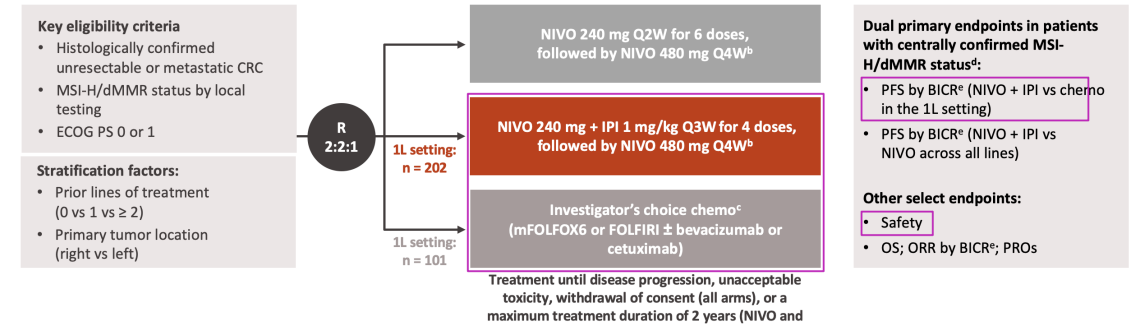 Key eligibility criteria
• Histologically confirmed
unresectable or metastatic CRC
• MSI-H/dMMR status by local
testing
• ECOG PS 0 or 1
Stratification factors:
• Prior lines of treatment
(0 vs 1 vs ≥ 2)
• Primary tumor location
(right vs left)
R
2:2:1
1L setting:
n = 202
1L setting:
n = 101
NIVO 240 mg Q2W for 6 doses,
followed by NIVO 480 mg Q4Wᵇ
NIVO 240 mg + IPI 1 mg/kg Q3W for 4 doses,
followed by NIVO 480 mg Q4Wᵇ
Investigator's choice chemoᶜ
(mFOLFOX6 or FOLFIRI ± bevacizumab or
cetuximab)
Treatment until disease progression, unacceptable
toxicity, withdrawal of consent (all arms), or a
maximum treatment duration of 2 years (NIVO and
Dual primary endpoints in patients
with centrally confirmed MSI-
H/dMMR statusᵈ:
• PFS by BICRᵉ (NIVO + IPI vs chemo
in the 1L setting)
• PFS by BICRᵉ (NIVO + IPI vs
NIVO across all lines)
Other select endpoints:
• Safety
• OS; ORR by BICRᵉ; PROs